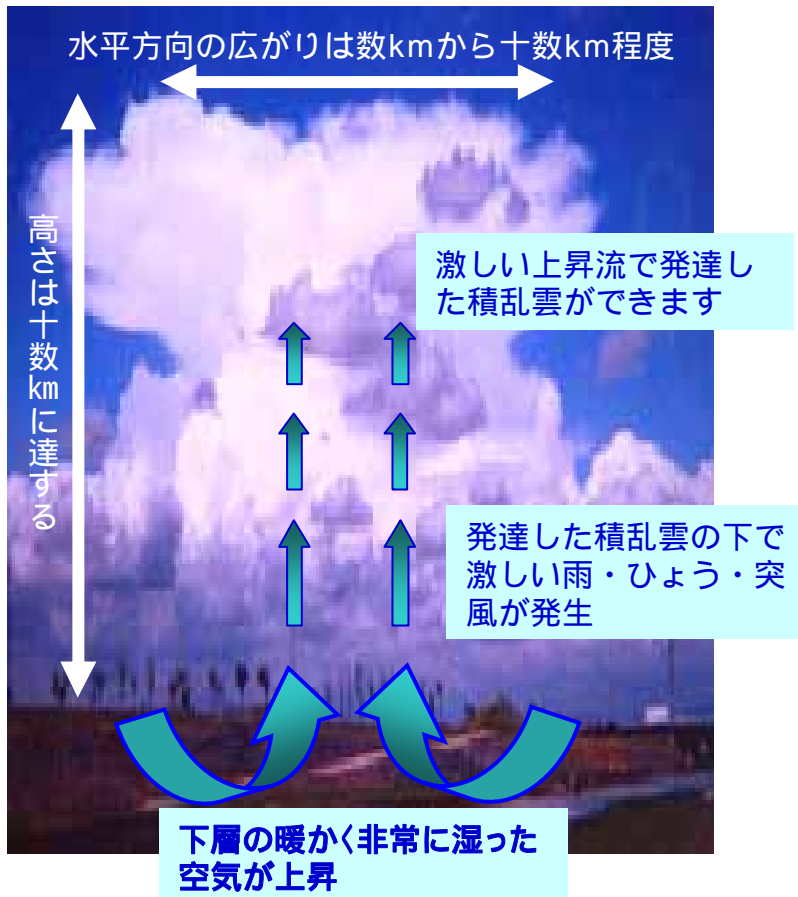 水平方向の広がりは数kmから十数km程度
高さは十数kmに達する
激しい上昇流で発達し
た積乱雲ができます
発達した積乱雲の下で
激しい雨・ひょう・突
風が発生
下層の暖かく非常に湿った
空気が上昇